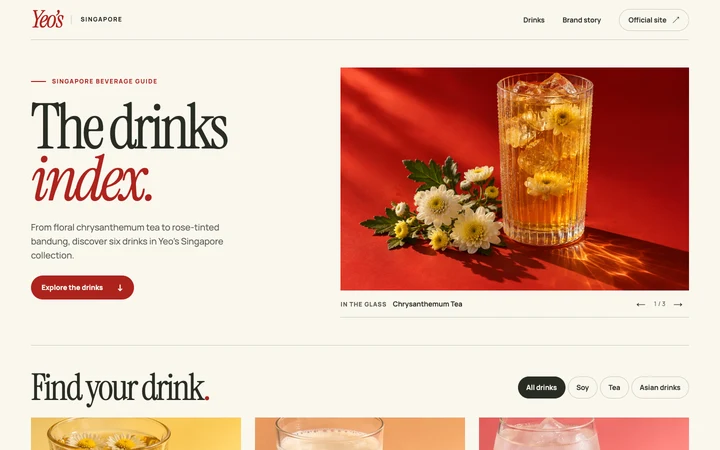 Yeo's
SINGAPORE
Drinks
Brand story
Official site ↗
SINGAPORE BEVERAGE GUIDE
The drinks
index.
From floral chrysanthemum tea to rose-tinted
bandung, discover six drinks in Yeo's Singapore
collection.
Explore the drinks ↓
IN THE GLASS Chrysanthemum Tea
← 1 / 3 →
Find your drink.
All drinks
Soy
Tea
Asian drinks